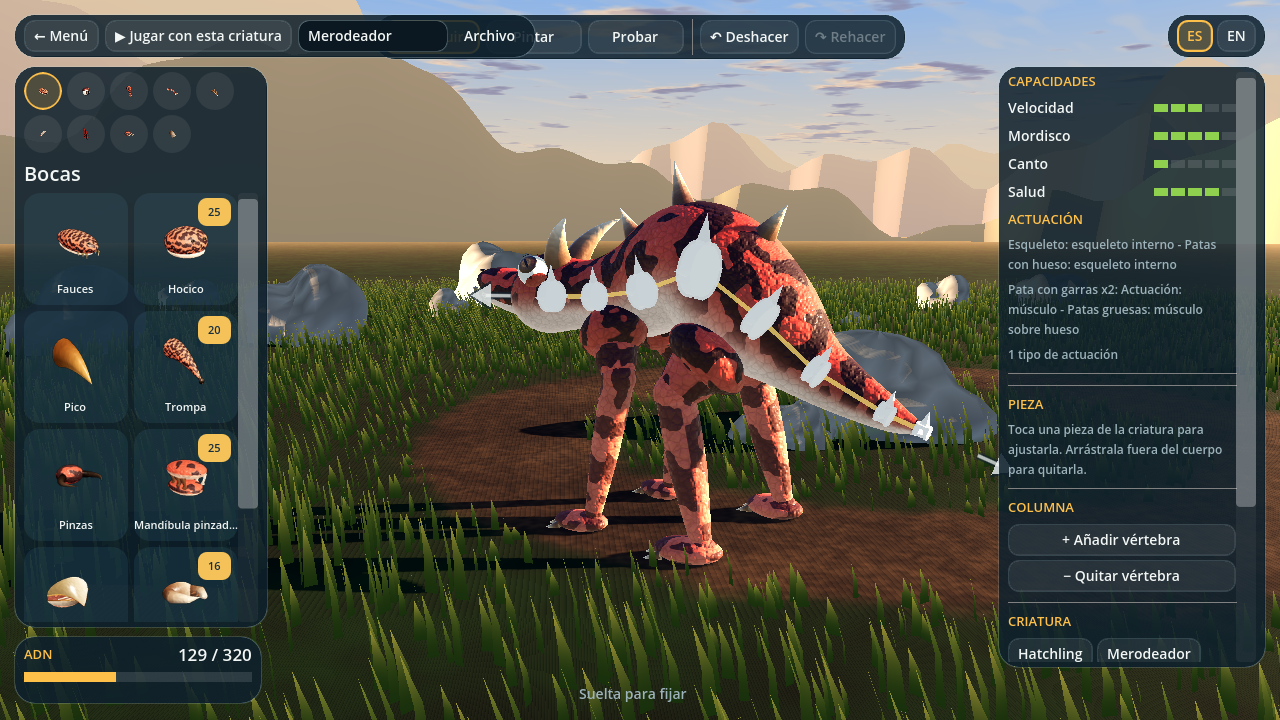 ← Menú
▶ Jugar con esta criatura
Merodeador
Archivo
Probar
↶ Deshacer
↷ Rehacer
ES
EN
Bocas
25
Fauces
Hocico
20
Pico
Trompa
25
Pinzas
Mandíbula pinzad...
16
ADN
129 / 320
Suelta para fijar
CAPACIDADES
Velocidad
Mordisco
Canto
Salud
ACTUACIÓN
Esqueleto: esqueleto interno - Patas
con hueso: esqueleto interno
Pata con garras x2: Actuación:
músculo - Patas gruesas: músculo
sobre hueso
1 tipo de actuación
PIEZA
Toca una pieza de la criatura para
ajustarla. Arrástrala fuera del cuerpo
para quitarla.
COLUMNA
+ Añadir vértebra
− Quitar vértebra
CRIATURA
Hatchling
Merodeador